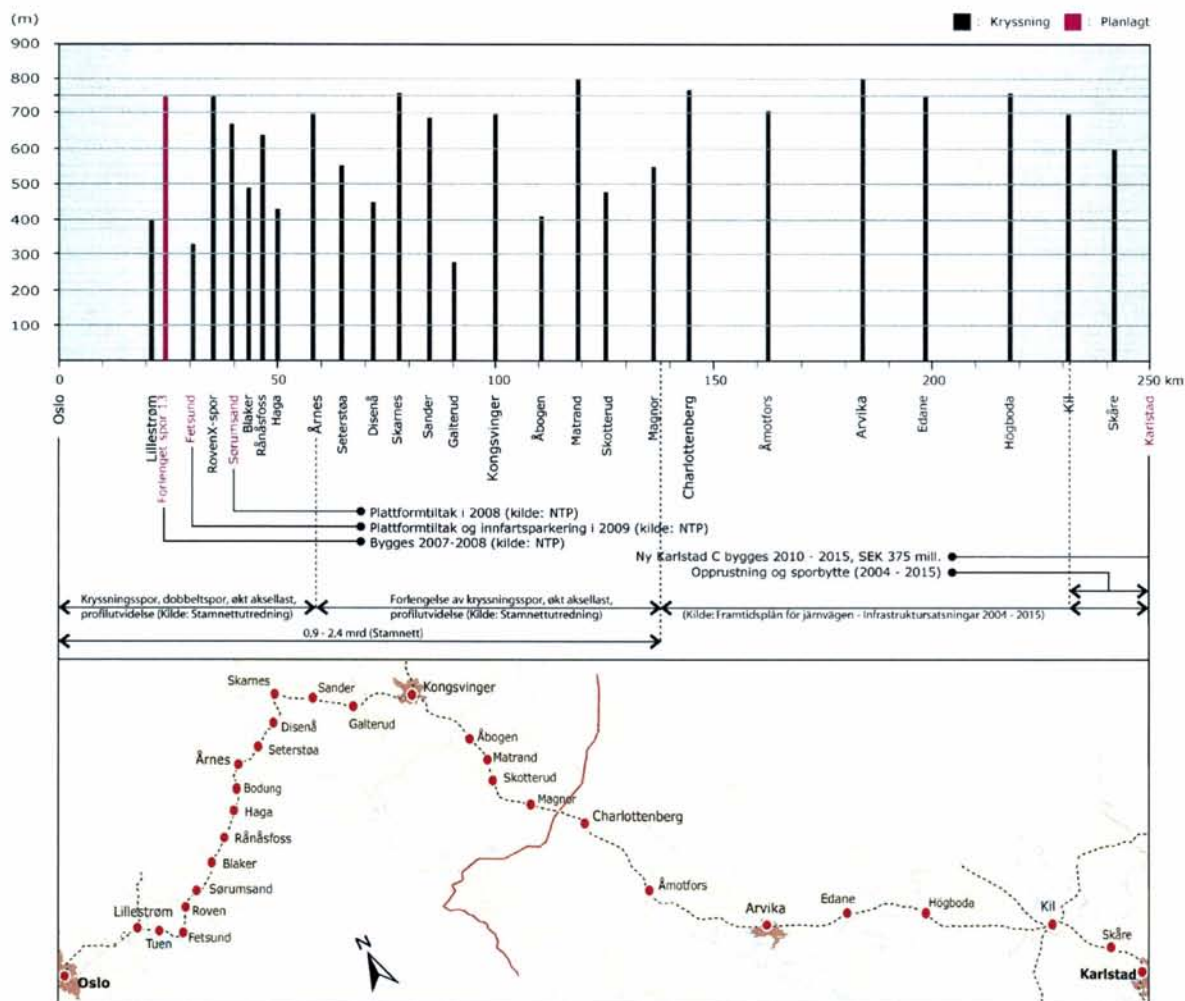 (m)
: Kryssning : Planlagt
900
800
700
600
500
400
300
200
100
0 50 100 150 200 250 km
Oslo
Lillestrøm
Forlenget spor 1.3
Fetsund
RovenX-spor
Sørumsand
Blaker
Rånåsfoss
Haga
Årnes
Seterstøa
Disenå
Skarnes
Sander
Galterud
Kongsvinger
Åbogen
Matrand
Skotterud
Magnor
Charlottenberg
Åmotfors
Arvika
Edane
Högboda
Kil
Skåre
Karlstad
Plattformtiltak i 2008 (kilde: NTP)
Plattformtiltak og innfartsparkering i 2009 (kilde: NTP)
Bygges 2007-2008 (kilde: NTP)
Ny Karlstad C bygges 2010 - 2015, SEK 375 mill.
Opprustning og sporbytte (2004 - 2015)
Kryssningsspor, dobbeltspor, økt aksellast,
profilutvidelse (Kilde: Stamnettutredning)
Forlengelse av kryssningsspor, økt aksellast,
profilutvidelse (Kilde: Stamnettutredning)
(Kilde: Framtidsplån för järnvägen - Infrastruktursatsningar 2004 - 2015)
0,9 - 2,4 mrd (Stamnett)
Skarnes
Sander
Kongsvinger
Galterud
Disenå
Åbogen
Seterstøa
Årnes
Matrand
Skotterud
Bodung
Magnor
Haga
Charlottenberg
Rånåsfoss
Blaker
Sørumsand
Åmotfors
Lillestrøm
Roven
Tuen
Fetsund
Arvika
Edane
Högboda
Kil
Skåre
N
Oslo
Karlstad